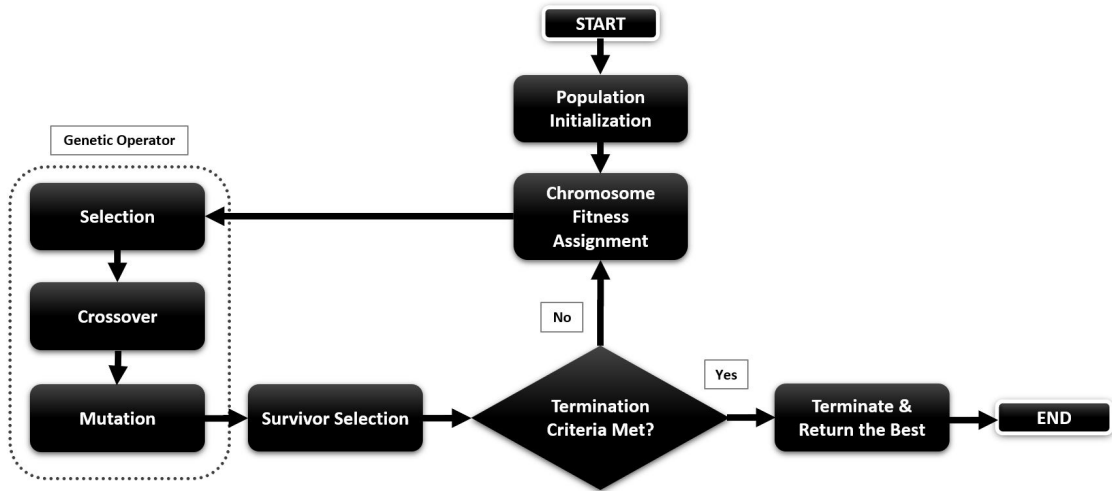 START
Population
Initialization
Genetic Operator
Chromosome
Fitness
Assignment
Selection
Crossover
No
Yes
Mutation
Survivor Selection
Termination
Criteria Met?
Terminate &
Return the Best
END